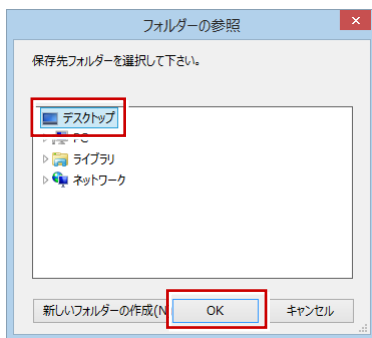 フォルダーの参照
保存先フォルダーを選択して下さい。
デスクトップ
PC
ライブラリ
ネットワーク
新しいフォルダーの作成(N
OK
キャンセル